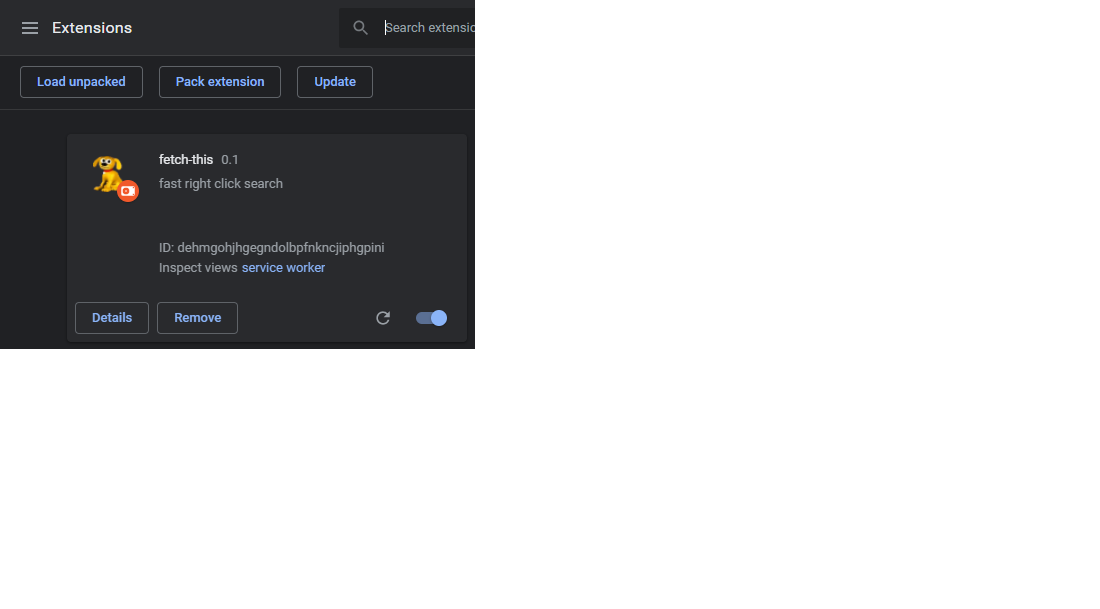 Extensions
Search extensio
Load unpacked
Pack extension
Update
fetch-this 0.1
fast right click search
ID: dehmgohjhgegndolbpfnkncjiphgpini
Inspect views service worker
Details
Remove